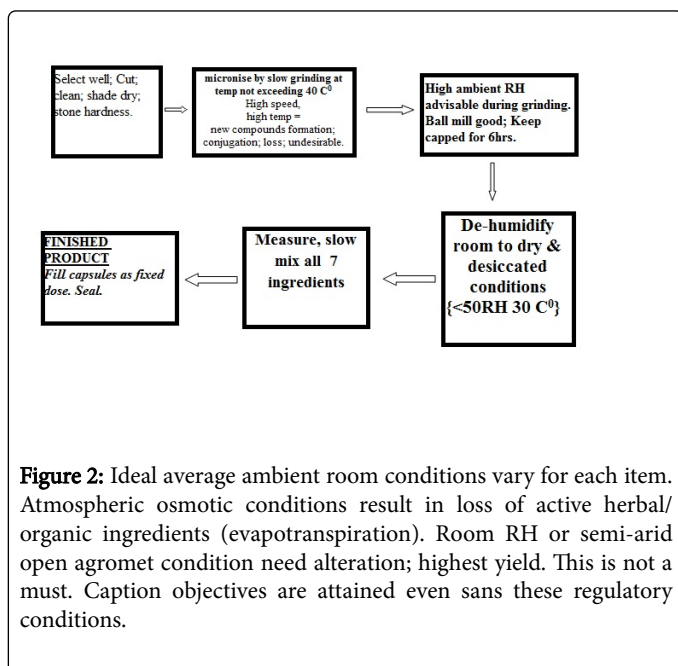 Select well; Cut;
clean; shade dry;
stone hardness.
micronise by slow grinding at
temp not exceeding 40 C⁰
High speed,
high temp =
new compounds formation;
conjugation; loss; undesirable.
High ambient RH
advisable during grinding.
Ball mill good; Keep
capped for 6hrs.
De-humidify
room to dry &
desiccated
conditions
{<50RH 30 C⁰}
Measure, slow
mix all 7
ingredients
FINISHED
PRODUCT
Fill capsules as fixed
dose. Seal.
Figure 2: Ideal average ambient room conditions vary for each item.
Atmospheric osmotic conditions result in loss of active herbal/
organic ingredients (evapotranspiration). Room RH or semi-arid
open agromet condition need alteration; highest yield. This is not a
must. Caption objectives are attained even sans these regulatory
conditions.